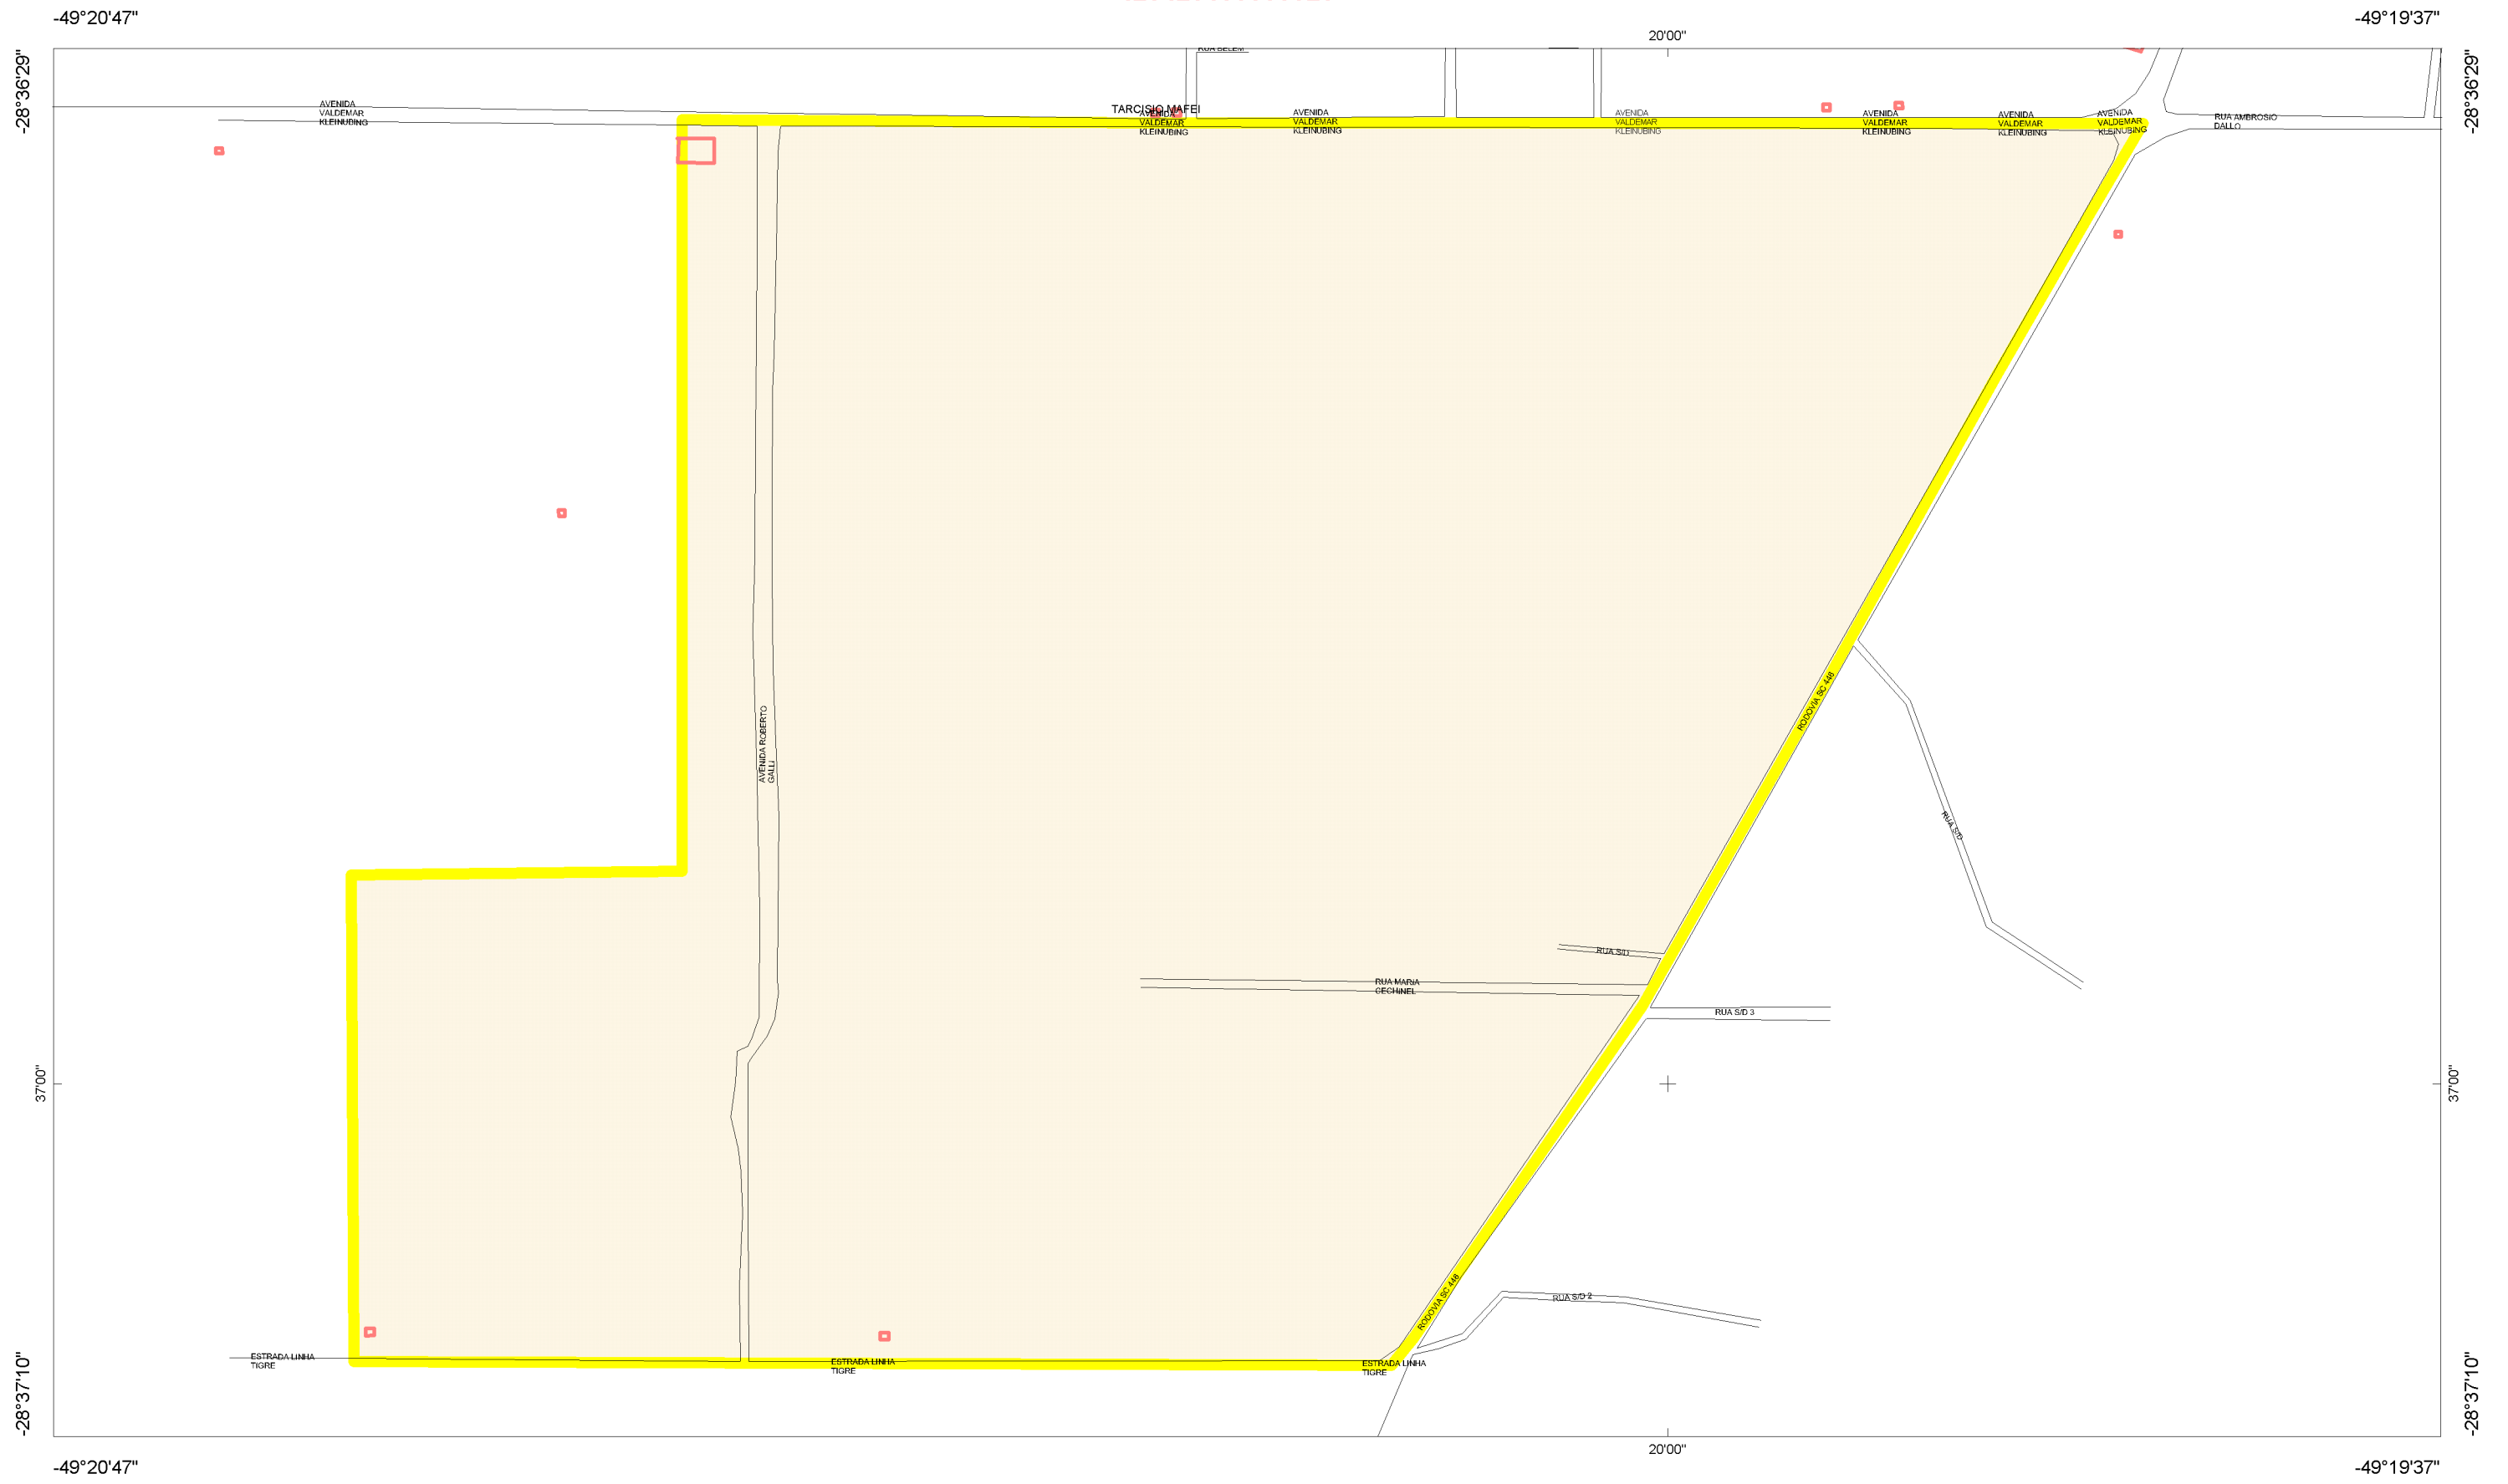 -49°20'47"
-49°19'37"
20'00"
-28°36'29"
-28°36'29"
RUA BELEM
AVENIDA
VALDEMAR
KLEINUBING
TARCISIO MAFEI
AVENIDA
VALDEMAR
KLEINUBING
AVENIDA
VALDEMAR
KLEINUBING
AVENIDA
VALDEMAR
KLEINUBING
AVENIDA
VALDEMAR
KLEINUBING
AVENIDA
VALDEMAR
KLEINUBING
AVENIDA
VALDEMAR
KLEINUBING
RUA AMBROSIO
DALLO
RODOVIA SC 446
AVENIDA ROBERTO
GALLI
RUA S/D
RUA S/D
RUA MARIA
CECHINEL
RUA S/D 3
37'00"
37'00"
RODOVIA SC 446
RUA S/D 2
ESTRADA LINHA
TIGRE
ESTRADA LINHA
TIGRE
ESTRADA LINHA
TIGRE
-28°37'10"
-28°37'10"
20'00"
-49°20'47"
-49°19'37"